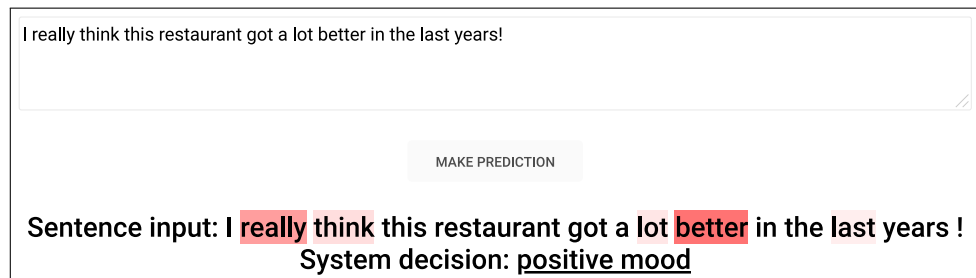 I really think this restaurant got a lot better in the last years!
MAKE PREDICTION
Sentence input: I really think this restaurant got a lot better in the last years !
System decision: positive mood